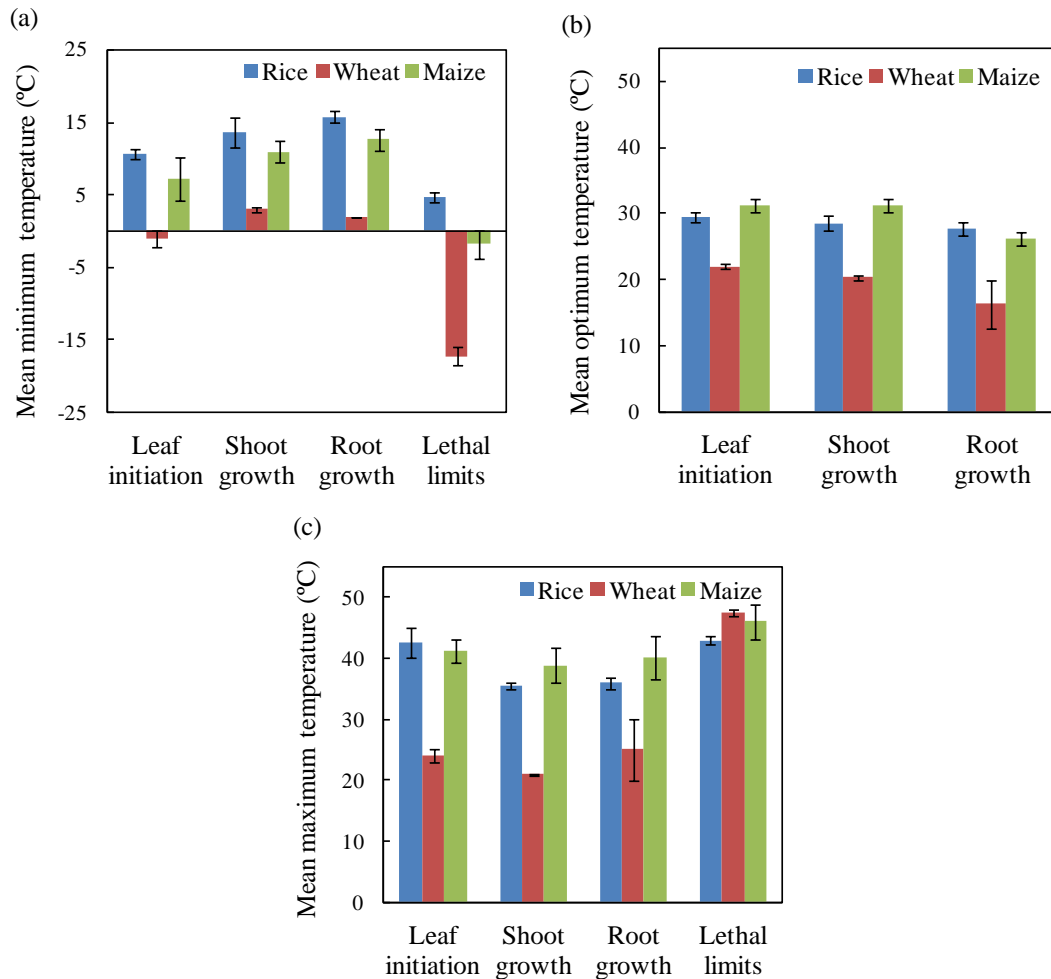 (a)
Mean minimum temperature (ºC)
25
15
5
-5
-15
-25
Rice Wheat Maize
Leaf initiation
Shoot growth
Root growth
Lethal limits
(b)
Mean optimum temperature (ºC)
50
40
30
20
10
0
Rice Wheat Maize
Leaf initiation
Shoot growth
Root growth
(c)
Mean maximum temperature (ºC)
50
40
30
20
10
0
Rice Wheat Maize
Leaf initiation
Shoot growth
Root growth
Lethal limits